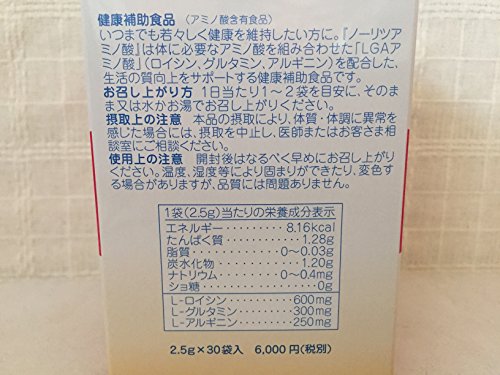 健康補助食品 (アミノ酸含有食品)
いつまでも若々しく健康を維持したい方に。『ノーリツア
ミノ酸』は体に必要なアミノ酸を組み合わせた「LGAア
ミノ酸」(ロイシン、グルタミン、アルギニン)を配合した、
生活の質向上をサポートする健康補助食品です。
お召し上がり方 1日当たり1〜2袋を目安に、そのま
ま又は水かお湯でお召し上がりください。
摂取上の注意 本品の摂取により、体質・体調に異常を
感じた場合には、摂取を中止し、医師またはお客さま相
談室にご相談ください。
使用上の注意 開封後はなるべく早めにお召し上がり
ください。温度、湿度等により固まりができたり、変色す
る場合がありますが、品質には問題ありません。
1袋(2.5g)当たりの栄養成分表示
エネルギー 8.16kcal
たんぱく質 1.28g
脂質 0〜0.03g
炭水化物 1.20g
ナトリウム 0〜0.4mg
ショ糖 0g
L-ロイシン 600mg
L-グルタミン 300mg
L-アルギニン 250mg
2.5g×30袋入 6,000円(税別)